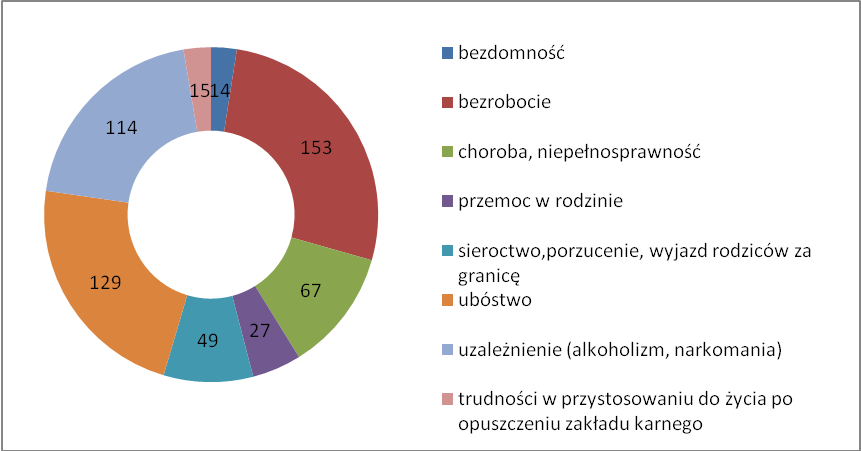 15
14
153
67
27
49
129
114
bezdomność
bezrobocie
choroba, niepełnosprawność
przemoc w rodzinie
sieroctwo,porzucenie, wyjazd rodziców za
granicę
ubóstwo
uzależnienie (alkoholizm, narkomania)
trudności w przystosowaniu do życia po
opuszczeniu zakładu karnego